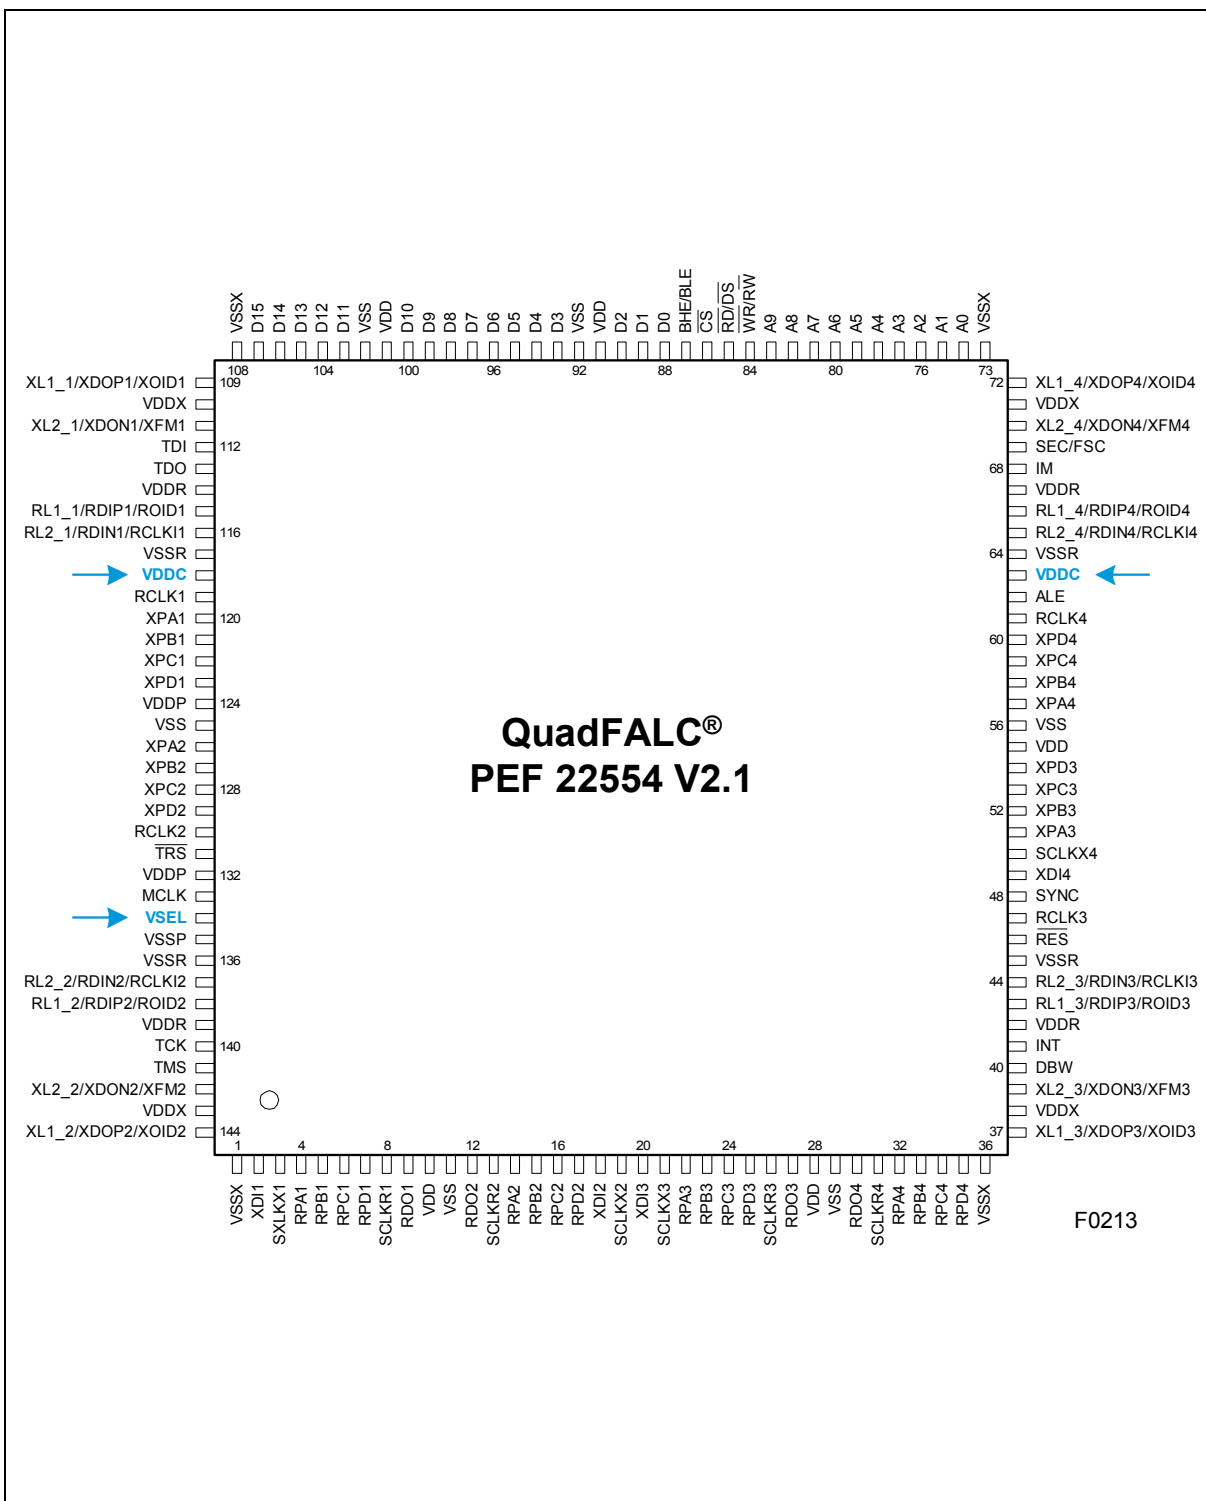 VSSX
D15
D14
D13
D12
D11
VSS
VDD
D10
D9
D8
D7
D6
D5
D4
D3
VSS
VDD
D2
D1
D0
BHE/BLE
CS
RD/DS
WR/RW
A9
A8
A7
A6
A5
A4
A3
A2
A1
A0
VSSX
108
104
100
96
92
88
84
80
76
73
XL1_1/XDOP1/XOID1 109
VDDX
XL2_1/XDON1/XFM1
TDI 112
TDO
VDDR
RL1_1/RDIP1/ROID1
RL2_1/RDIN1/RCLKI1 116
VSSR
VDDC
RCLK1
XPA1 120
XPB1
XPC1
XPD1
VDDP 124
VSS
XPA2
XPB2
XPC2 128
XPD2
RCLK2
TRS
VDDP 132
MCLK
VSEL
VSSP
VSSR 136
RL2_2/RDIN2/RCLKI2
RL1_2/RDIP2/ROID2
VDDR
TCK 140
TMS
XL2_2/XDON2/XFM2
VDDX
XL1_2/XDOP2/XOID2 144
QuadFALC®
PEF 22554 V2.1
72 XL1_4/XDOP4/XOID4
VDDX
XL2_4/XDON4/XFM4
SEC/FSC
68 IM
VDDR
RL1_4/RDIP4/ROID4
RL2_4/RDIN4/RCLKI4
64 VSSR
VDDC
ALE
RCLK4
60 XPD4
XPC4
XPB4
XPA4
56 VSS
VDD
XPD3
XPC3
52 XPB3
XPA3
SCLKX4
XDI4
48 SYNC
RCLK3
RES
VSSR
44 RL2_3/RDIN3/RCLKI3
RL1_3/RDIP3/ROID3
VDDR
INT
40 DBW
XL2_3/XDON3/XFM3
VDDX
37 XL1_3/XDOP3/XOID3
1
4
8
12
16
20
24
28
32
36
VSSX
XDI1
SXLKX1
RPA1
RPB1
RPC1
RPD1
SCLKR1
RDO1
VDD
VSS
RDO2
SCLKR2
RPA2
RPB2
RPC2
RPD2
XDI2
SCLKX2
XDI3
SCLKX3
RPA3
RPB3
RPC3
RPD3
SCLKR3
RDO3
VDD
VSS
RDO4
SCLKR4
RPA4
RPB4
RPC4
RPD4
VSSX
F0213